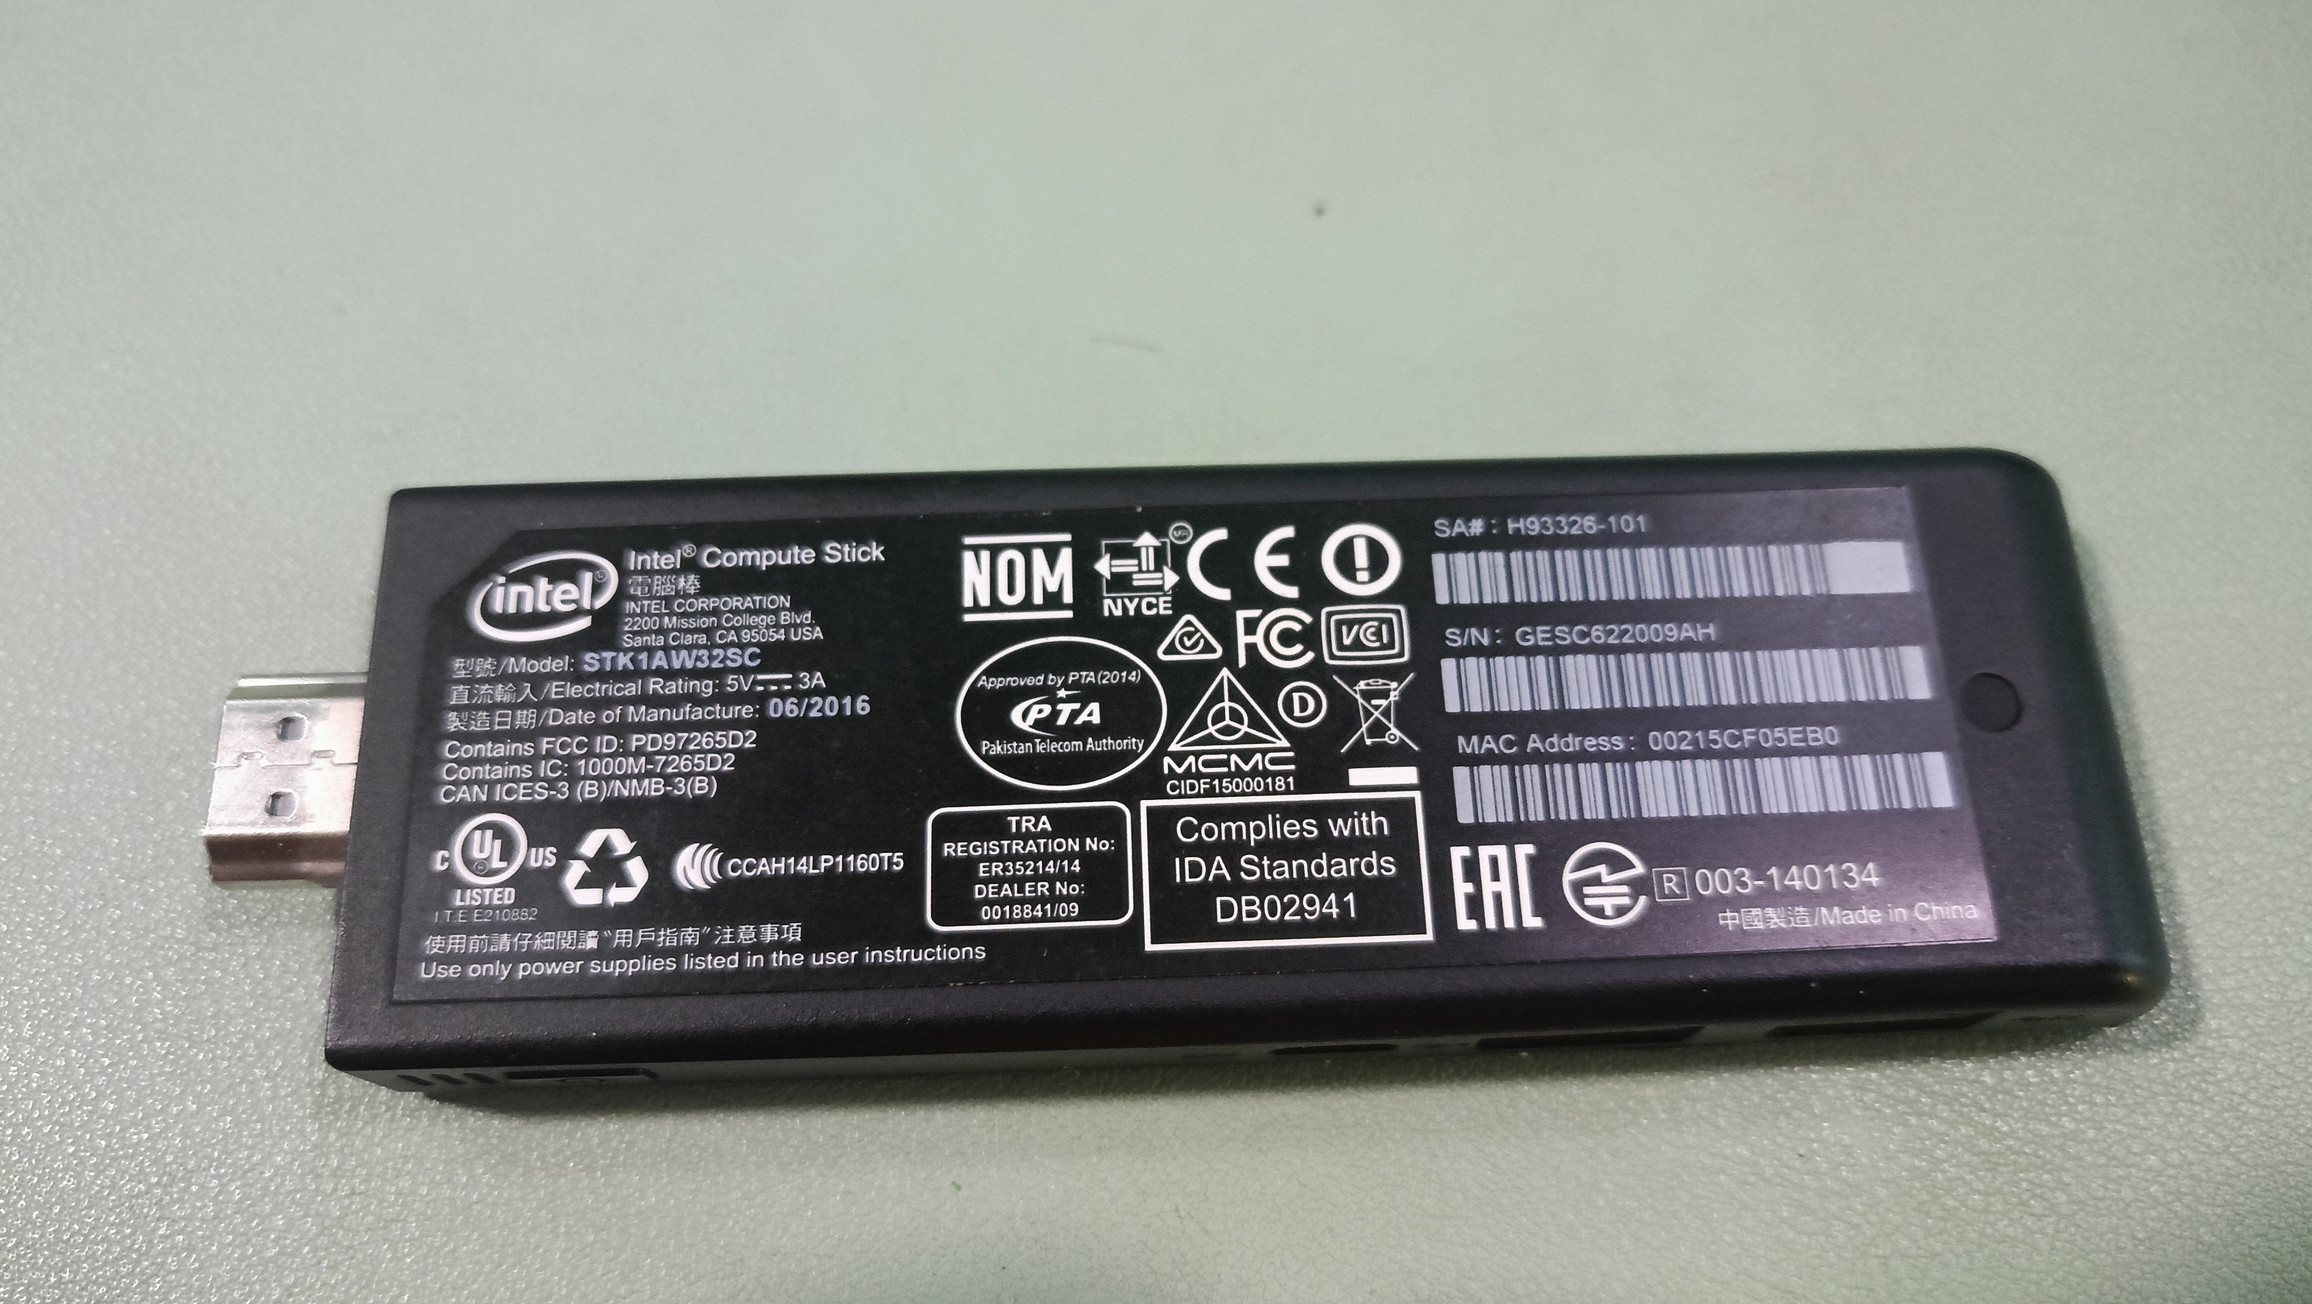 intel®
Intel® Compute Stick
電腦棒
INTEL CORPORATION
2200 Mission College Blvd.
Santa Clara, CA 95054 USA
型號/Model: STK1AW32SC
直流輸入/Electrical Rating: 5V 3A
製造日期/Date of Manufacture: 06/2016
Contains FCC ID: PD97265D2
Contains IC: 1000M-7265D2
CAN ICES-3 (B)/NMB-3(B)
C UL US
LISTED
I.T.E E210882
CCAH14LP1160T5
使用前請仔細閱讀"用戶指南"注意事項
Use only power supplies listed in the user instructions
NOM
NYCE
CE
FC
VCI
Approved by PTA (2014)
PTA
Pakistan Telecom Authority
D
MCMC
CIDF15000181
TRA
REGISTRATION No:
ER35214/14
DEALER No:
0018841/09
Complies with
IDA Standards
DB02941
SA#: H93326-101
S/N: GESC622009AH
MAC Address: 00215CF05EB0
EAC
R 003-140134
中國製造/Made in China